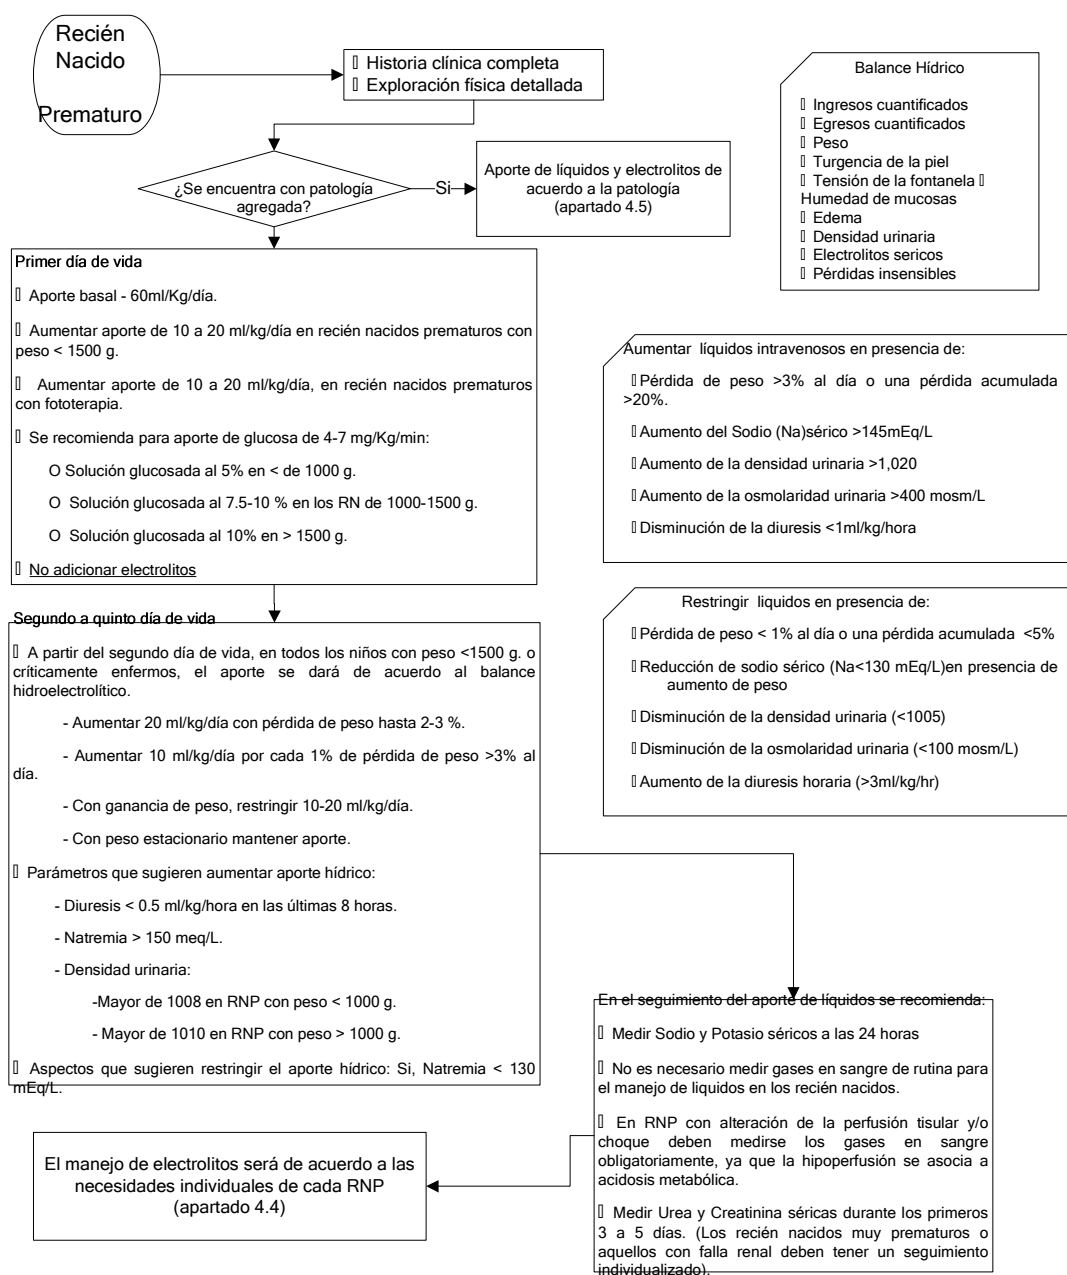 Recién
Nacido
Prematuro
▯ Historia clínica completa
▯ Exploración física detallada
¿Se encuentra con patología
agregada?
Si
Aporte de líquidos y electrolitos de
acuerdo a la patología
(apartado 4.5)
Balance Hídrico
▯ Ingresos cuantificados
▯ Egresos cuantificados
▯ Peso
▯ Turgencia de la piel
▯ Tensión de la fontanela ▯
Humedad de mucosas
▯ Edema
▯ Densidad urinaria
▯ Electrolitos sericos
▯ Pérdidas insensibles
Primer día de vida
▯ Aporte basal - 60ml/Kg/día.
▯ Aumentar aporte de 10 a 20 ml/kg/día en recién nacidos prematuros con
peso < 1500 g.
▯ Aumentar aporte de 10 a 20 ml/kg/día, en recién nacidos prematuros
con fototerapia.
▯ Se recomienda para aporte de glucosa de 4-7 mg/Kg/min:
O Solución glucosada al 5% en < de 1000 g.
O Solución glucosada al 7.5-10 % en los RN de 1000-1500 g.
O Solución glucosada al 10% en > 1500 g.
▯ No adicionar electrolitos
Aumentar líquidos intravenosos en presencia de:
▯ Pérdida de peso >3% al día o una pérdida acumulada
>20%.
▯ Aumento del Sodio (Na)sérico >145mEq/L
▯ Aumento de la densidad urinaria >1,020
▯ Aumento de la osmolaridad urinaria >400 mosm/L
▯ Disminución de la diuresis <1ml/kg/hora
Restringir liquidos en presencia de:
▯ Pérdida de peso < 1% al día o una pérdida acumulada <5%
▯ Reducción de sodio sérico (Na<130 mEq/L)en presencia de
aumento de peso
▯ Disminución de la densidad urinaria (<1005)
▯ Disminución de la osmolaridad urinaria (<100 mosm/L)
▯ Aumento de la diuresis horaria (>3ml/kg/hr)
Segundo a quinto día de vida
▯ A partir del segundo día de vida, en todos los niños con peso <1500 g. o
críticamente enfermos, el aporte se dará de acuerdo al balance
hidroelectrolítico.
- Aumentar 20 ml/kg/día con pérdida de peso hasta 2-3 %.
- Aumentar 10 ml/kg/día por cada 1% de pérdida de peso >3% al
día.
- Con ganancia de peso, restringir 10-20 ml/kg/día.
- Con peso estacionario mantener aporte.
▯ Parámetros que sugieren aumentar aporte hídrico:
- Diuresis < 0.5 ml/kg/hora en las últimas 8 horas.
- Natremia > 150 meq/L.
- Densidad urinaria:
-Mayor de 1008 en RNP con peso < 1000 g.
- Mayor de 1010 en RNP con peso > 1000 g.
▯ Aspectos que sugieren restringir el aporte hídrico: Si, Natremia < 130
mEq/L.
En el seguimiento del aporte de líquidos se recomienda:
▯ Medir Sodio y Potasio séricos a las 24 horas
▯ No es necesario medir gases en sangre de rutina para
el manejo de liquidos en los recién nacidos.
▯ En RNP con alteración de la perfusión tisular y/o
choque deben medirse los gases en sangre
obligatoriamente, ya que la hipoperfusión se asocia a
acidosis metabólica.
▯ Medir Urea y Creatinina séricas durante los primeros
3 a 5 días. (Los recién nacidos muy prematuros o
aquellos con falla renal deben tener un seguimiento
individualizado).
El manejo de electrolitos será de acuerdo a las
necesidades individuales de cada RNP
(apartado 4.4)